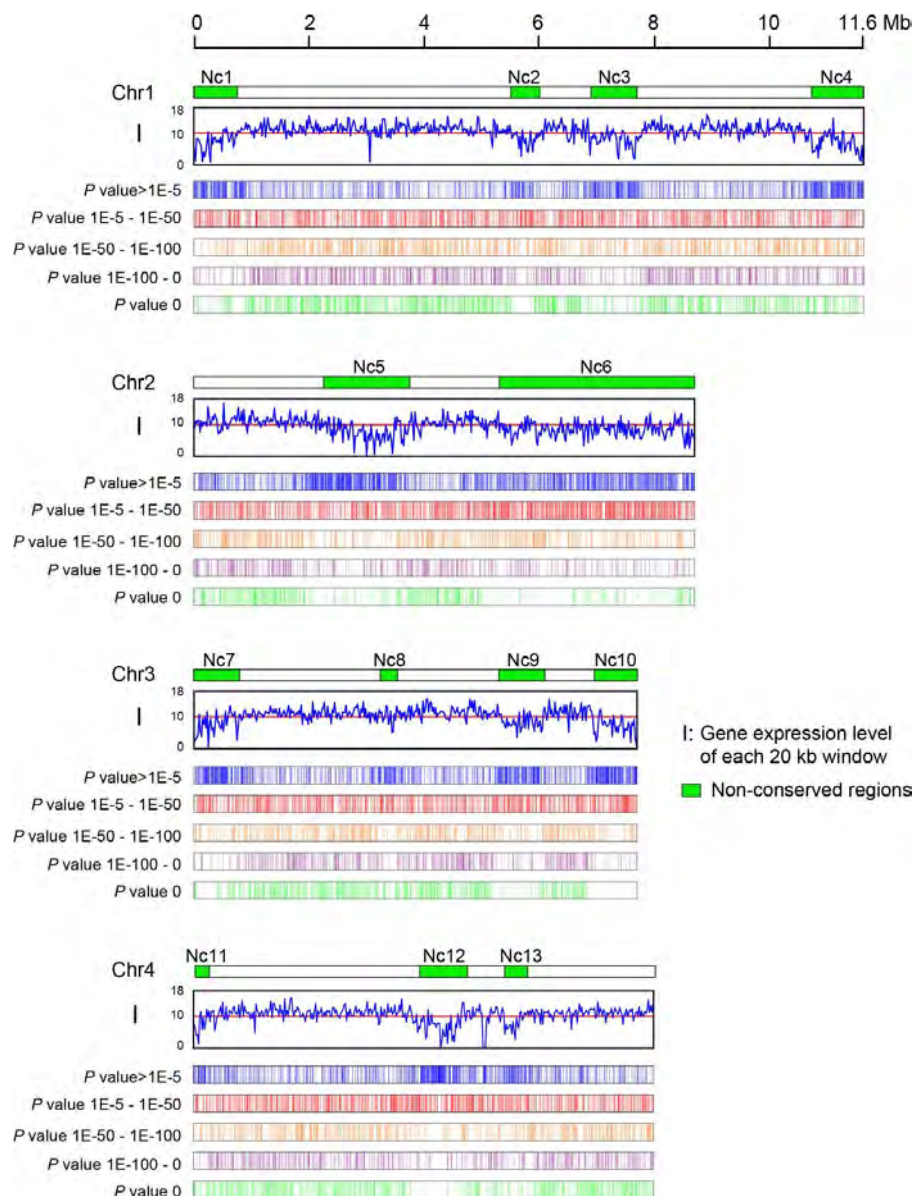 0 2 4 6 8 10 11.6 Mb
Nc1 Nc2 Nc3 Nc4
Chr1
18
I 10
0
P value>1E-5
P value 1E-5 - 1E-50
P value 1E-50 - 1E-100
P value 1E-100 - 0
P value 0
Nc5 Nc6
Chr2
18
I 10
0
P value>1E-5
P value 1E-5 - 1E-50
P value 1E-50 - 1E-100
P value 1E-100 - 0
P value 0
Nc7 Nc8 Nc9 Nc10
Chr3
18
I 10
0
P value>1E-5
P value 1E-5 - 1E-50
P value 1E-50 - 1E-100
P value 1E-100 - 0
P value 0
I: Gene expression level
of each 20 kb window
Non-conserved regions
Nc11 Nc12 Nc13
Chr4
18
I 10
0
P value>1E-5
P value 1E-5 - 1E-50
P value 1E-50 - 1E-100
P value 1E-100 - 0
P value 0